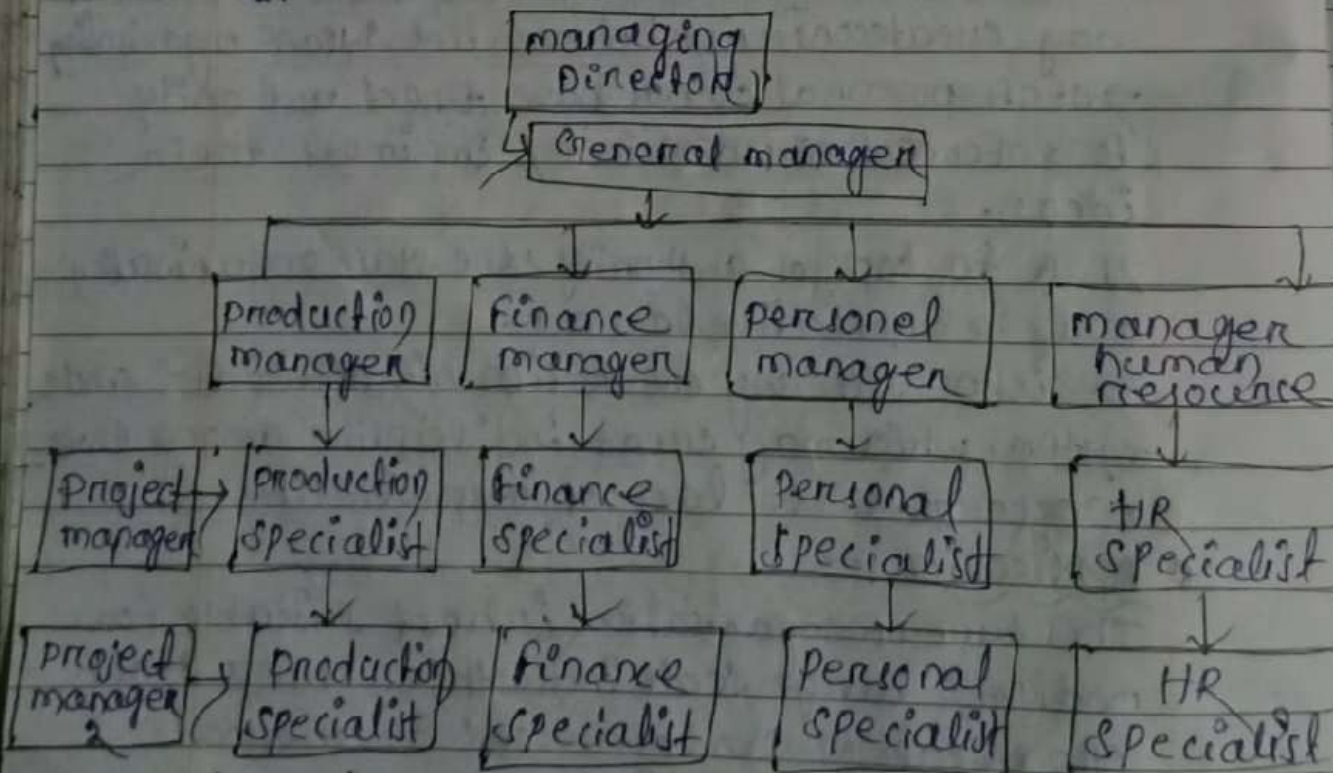 managing
Director
General manager
production
manager
finance
manager
personel
manager
manager
human
resource
project
manager
production
specialist
finance
specialist
personal
specialist
HR
specialist
project
manager
2
production
specialist
finance
specialist
personal
specialist
HR
specialist